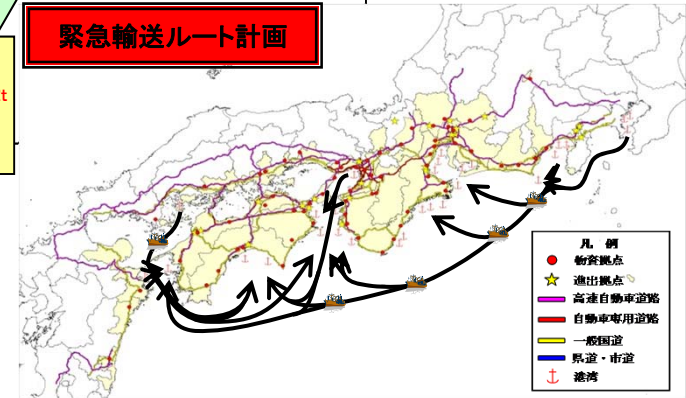 緊急輸送ルート計画
t
凡 例
物資拠点
進出拠点
高速自動車道路
自動車専用道路
一般国道
県道・市道
港湾